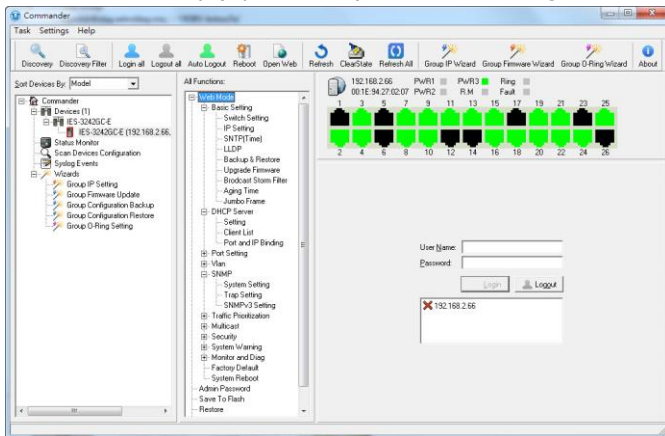 Commander
Task Settings Help
Discovery Discovery Filter Login all Logout all Auto Logout Reboot Open Web Refresh ClearState Refresh All Group IP Wizard Group Firmware Wizard Group O-Ring Wizard About
Sort Devices By: Model
Commander
Devices (1)
IES-3242GC-E
IES-3242GC-E (192.168.2.66,
Status Monitor
Scan Devices Configuration
Syslog Events
Wizards
Group IP Setting
Group Firmware Update
Group Configuration Backup
Group Configuration Restore
Group O-Ring Setting
All Functions:
Web Mode
Basic Setting
Switch Setting
IP Setting
SNTP(Time)
LLDP
Backup & Restore
Upgrade Firmware
Brodcast Storm Filter
Aging Time
Jumbo Frame
DHCP Server
Setting
Client List
Port and IP Binding
Port Setting
Vlan
SNMP
System Setting
Trap Setting
SNMPv3 Setting
Traffic Prioritization
Multicast
Security
System Warning
Monitor and Diag
Factory Default
System Reboot
Admin Password
Save To Flash
Restore
192.168.2.66 PWR1 PWR3 Ring
00:1E:94:27:02:07 PWR2 R.M Fault
1 3 5 7 9 11 13 15 17 19 21 23 25
2 4 6 8 10 12 14 16 18 20 22 24 26
User Name:
Password:
Login Loggut
192.168.2.66